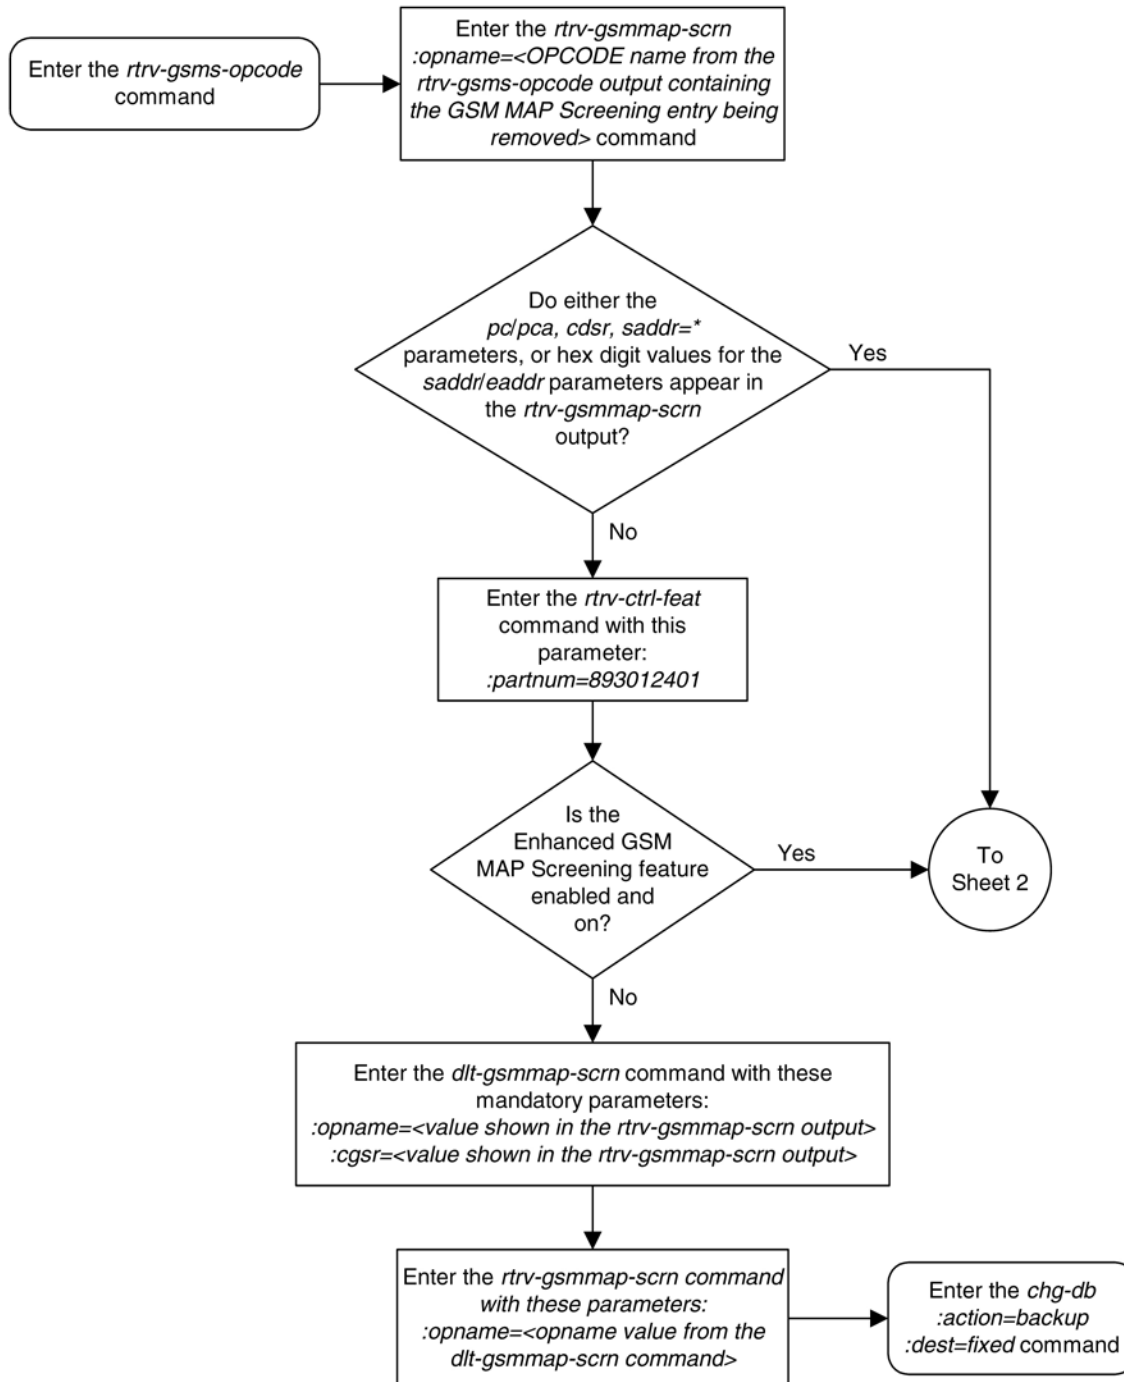 Enter the rtrv-gsms-opcode
command
Enter the rtrv-gsmmap-scrn
:opname=<OPCODE name from the
rtrv-gsms-opcode output containing
the GSM MAP Screening entry being
removed> command
Do either the
pc/pca, cdsr, saddr=*
parameters, or hex digit values for the
saddr/eaddr parameters appear in
the rtrv-gsmmap-scrn
output?
Yes
No
Enter the rtrv-ctrl-feat
command with this
parameter:
:partnum=893012401
Is the
Enhanced GSM
MAP Screening feature
enabled and
on?
Yes
To
Sheet 2
No
Enter the dlt-gsmmap-scrn command with these
mandatory parameters:
:opname=<value shown in the rtrv-gsmmap-scrn output>
:cgsr=<value shown in the rtrv-gsmmap-scrn output>
Enter the rtrv-gsmmap-scrn command
with these parameters:
:opname=<opname value from the
dlt-gsmmap-scrn command>
Enter the chg-db
:action=backup
:dest=fixed command